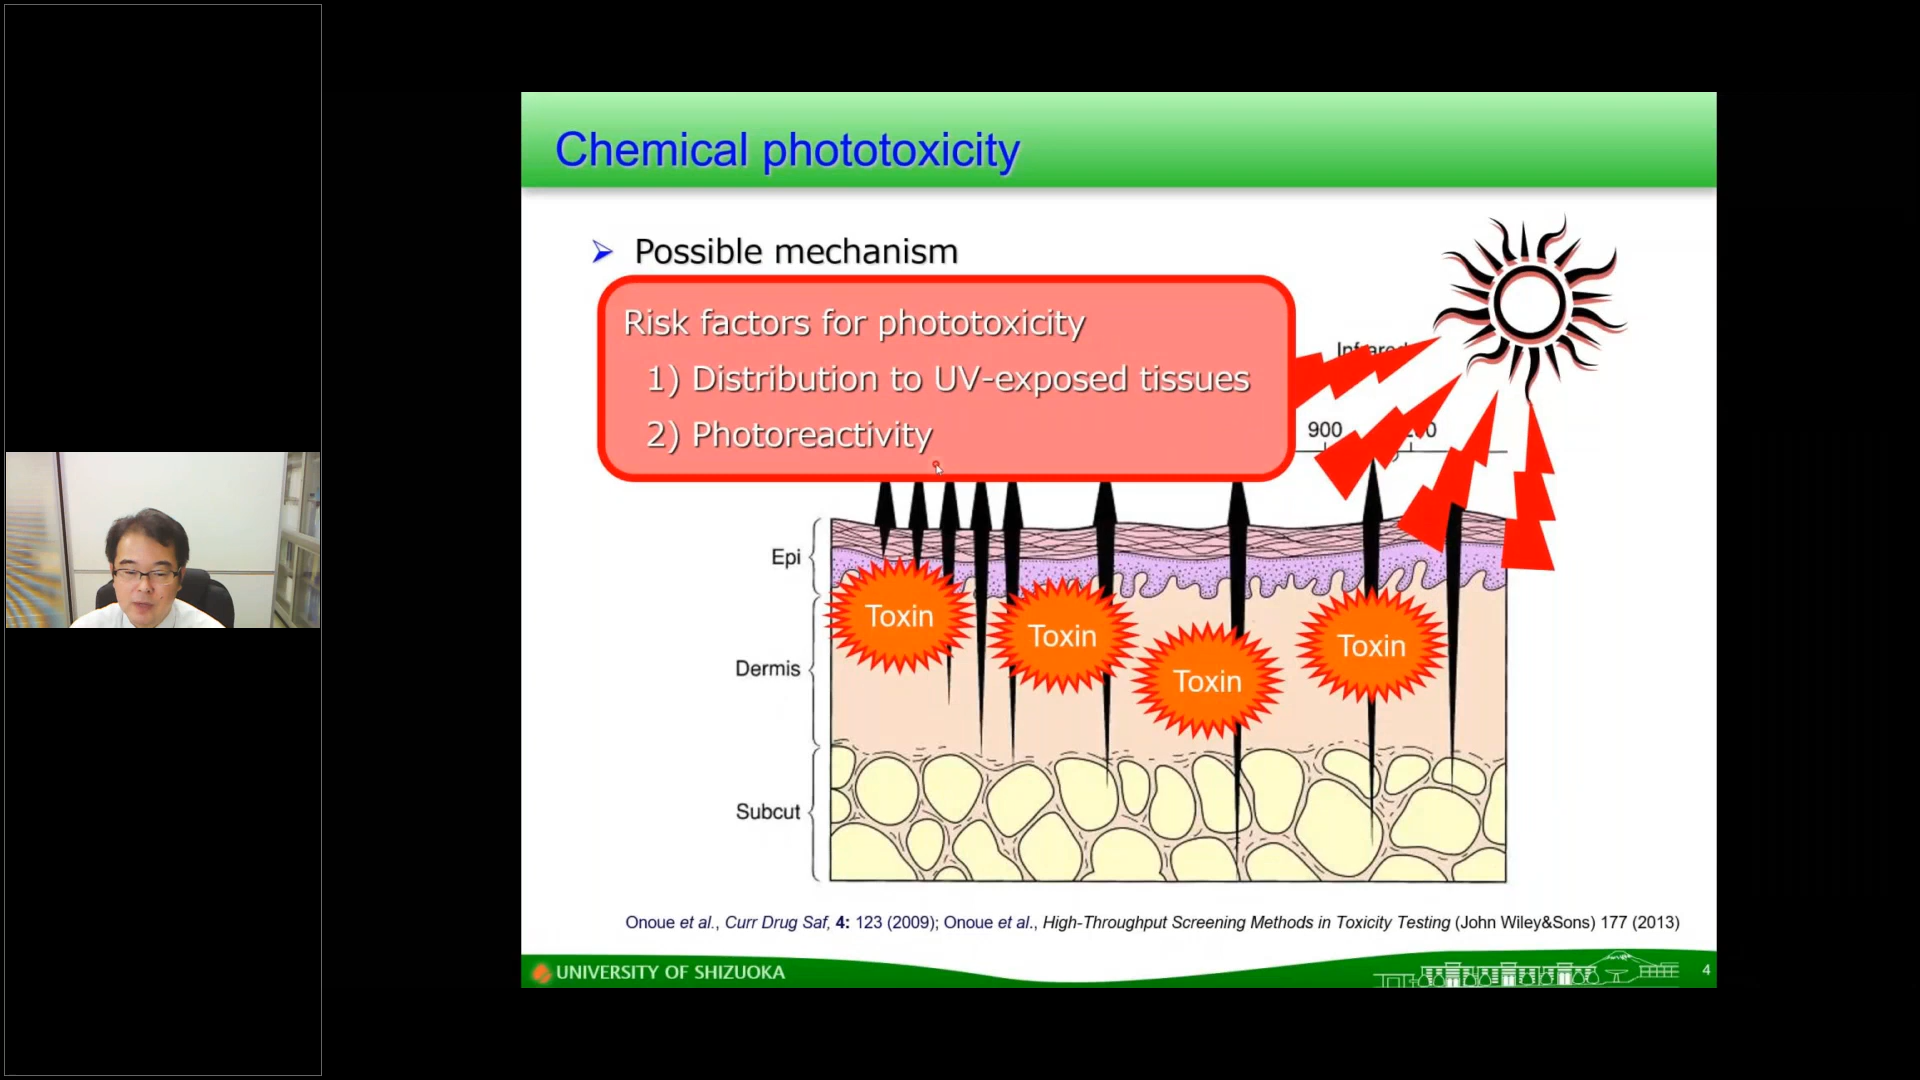 Chemical phototoxicity
Possible mechanism
Risk factors for phototoxicity
1) Distribution to UV-exposed tissues
2) Photoreactivity
900
Epi
Toxin
Toxin
Toxin
Toxin
Dermis
Subcut
Onoue et al., Curr Drug Saf, 4: 123 (2009); Onoue et al., High-Throughput Screening Methods in Toxicity Testing (John Wiley&Sons) 177 (2013)
UNIVERSITY OF SHIZUOKA
4